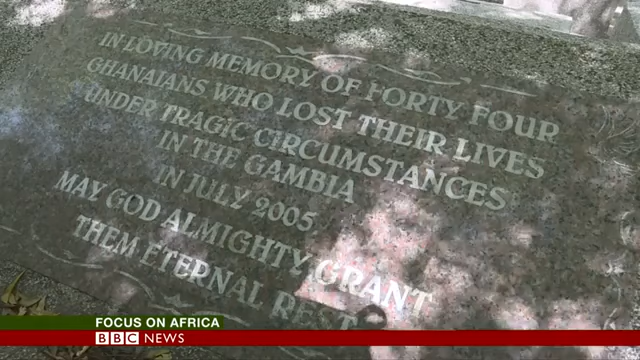 IN LOVING MEMORY OF FORTY FOUR
GHANAIANS WHO LOST THEIR LIVES
UNDER TRAGIC CIRCUMSTANCES
IN THE GAMBIA
IN JULY 2005
MAY GOD ALMIGHTY GRANT
THEM ETERNAL REST
FOCUS ON AFRICA
BBC NEWS